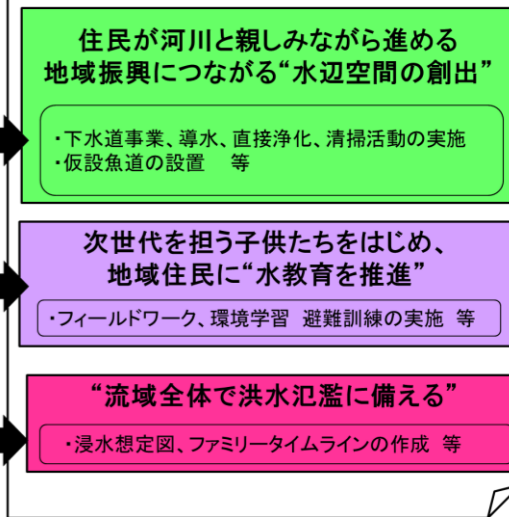 住民が河川と親しみながら進める
地域振興につながる“水辺空間の創出”
・下水道事業、導水、直接浄化、清掃活動の実施
・仮設魚道の設置　等
次世代を担う子供たちをはじめ、
地域住民に“水教育を推進”
・フィールドワーク、環境学習　避難訓練の実施　等
“流域全体で洪水氾濫に備える”
・浸水想定図、ファミリータイムラインの作成　等